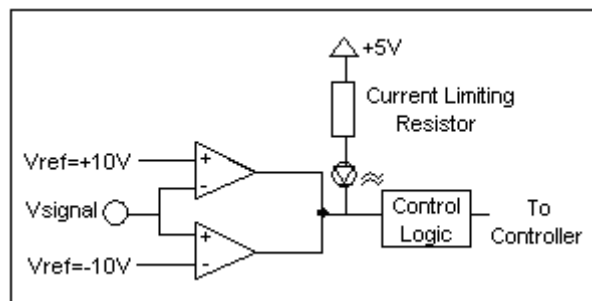 +5V
Current Limiting
Resistor
Vref=+10V
+
-
Vsignal
+
-
Vref=-10V
Control
Logic
To
Controller